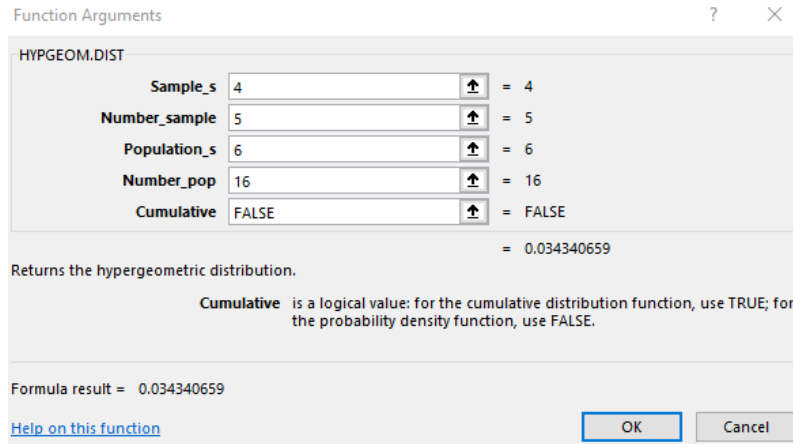 Function Arguments ? ×
HYPGEOM.DIST
Sample_s 4 = 4
Number_sample 5 = 5
Population_s 6 = 6
Number_pop 16 = 16
Cumulative FALSE = FALSE
= 0.034340659
Returns the hypergeometric distribution.
Cumulative is a logical value: for the cumulative distribution function, use TRUE; for
the probability density function, use FALSE.
Formula result = 0.034340659
Help on this function OK Cancel